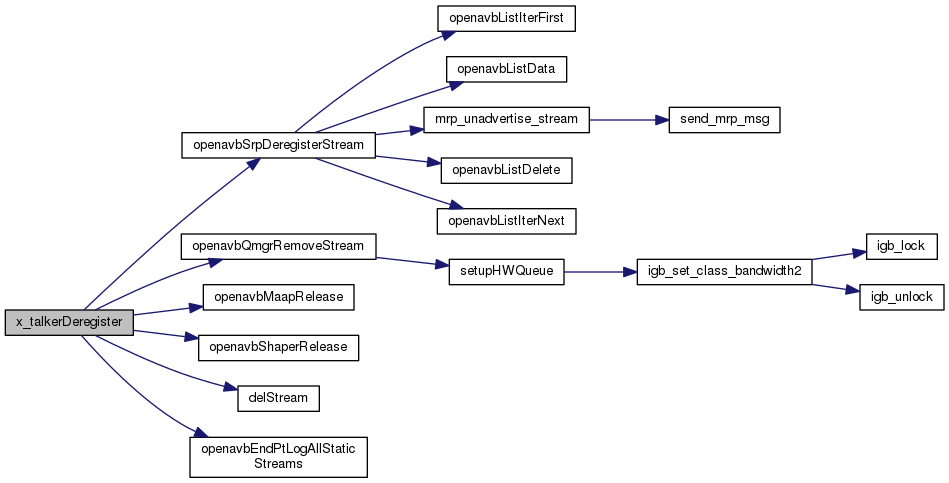 openavbListIterFirst
openavbListData
mrp_unadvertise_stream
send_mrp_msg
openavbSrpDeregisterStream
openavbListDelete
openavbListIterNext
openavbQmgrRemoveStream
igb_lock
setupHWQueue
igb_set_class_bandwidth2
openavbMaapRelease
igb_unlock
x_talkerDeregister
openavbShaperRelease
delStream
openavbEndPtLogAllStatic
Streams